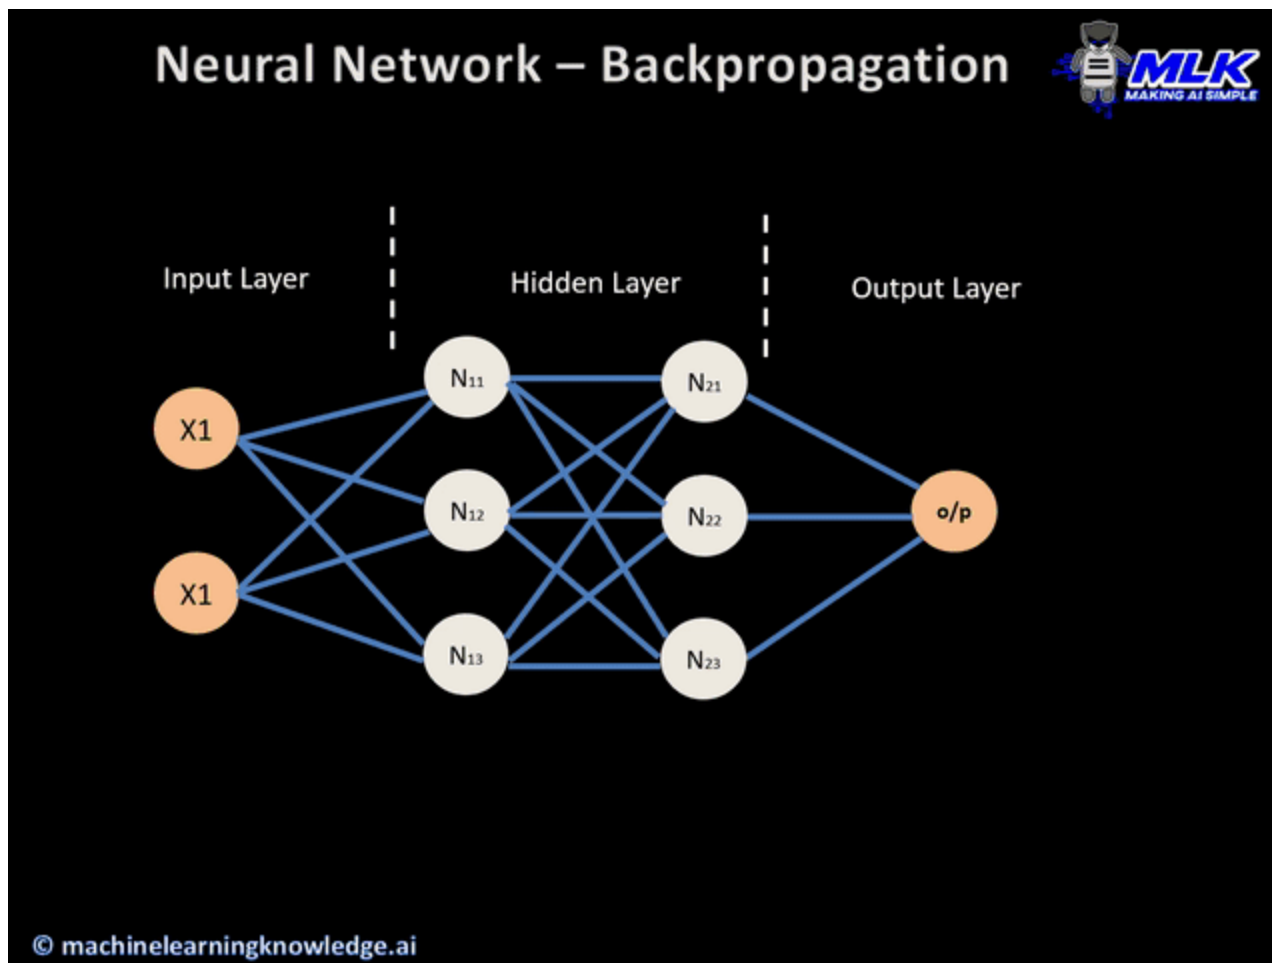 Neural Network – Backpropagation
MLK
MAKING AI SIMPLE
Input Layer
Hidden Layer
Output Layer
X1
X1
N₁₁
N₁₂
N₁₃
N₂₁
N₂₂
N₂₃
o/p
© machinelearningknowledge.ai